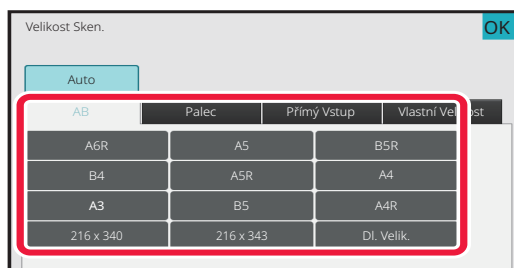 Velikost Sken. OK
Auto
AB Palec Přímý Vstup Vlastní Velikost
A6R A5 B5R
B4 A5R A4
A3 B5 A4R
216 x 340 216 x 343 Dl. Velik.